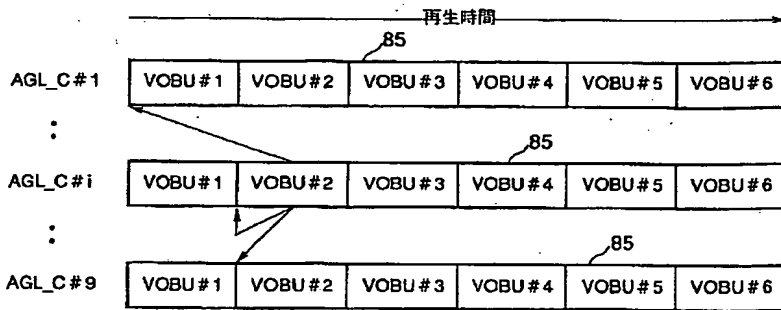 再生時間
85
AGL_C#1 VOBU#1 VOBU#2 VOBU#3 VOBU#4 VOBU#5 VOBU#6
85
AGL_C#i VOBU#1 VOBU#2 VOBU#3 VOBU#4 VOBU#5 VOBU#6
85
AGL_C#9 VOBU#1 VOBU#2 VOBU#3 VOBU#4 VOBU#5 VOBU#6